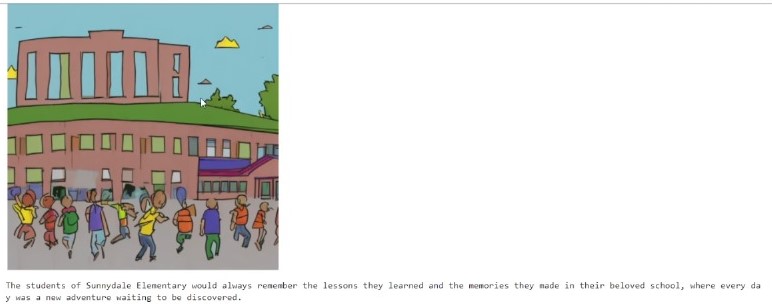 The students of Sunnydale Elementary would always remember the lessons they learned and the memories they made in their beloved school, where every da
y was a new adventure waiting to be discovered.